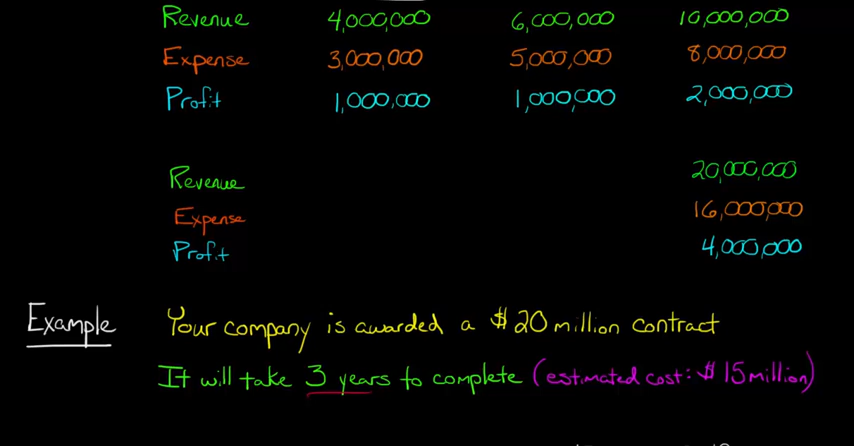 Revenue 4,000,000 6,000,000 10,000,000
Expense 3,000,000 5,000,000 8,000,000
Profit 1,000,000 1,000,000 2,000,000
Revenue 20,000,000
Expense 16,000,000
Profit 4,000,000
Example Your company is awarded a $20 million contract
It will take 3 years to complete (estimated cost: $15 million)